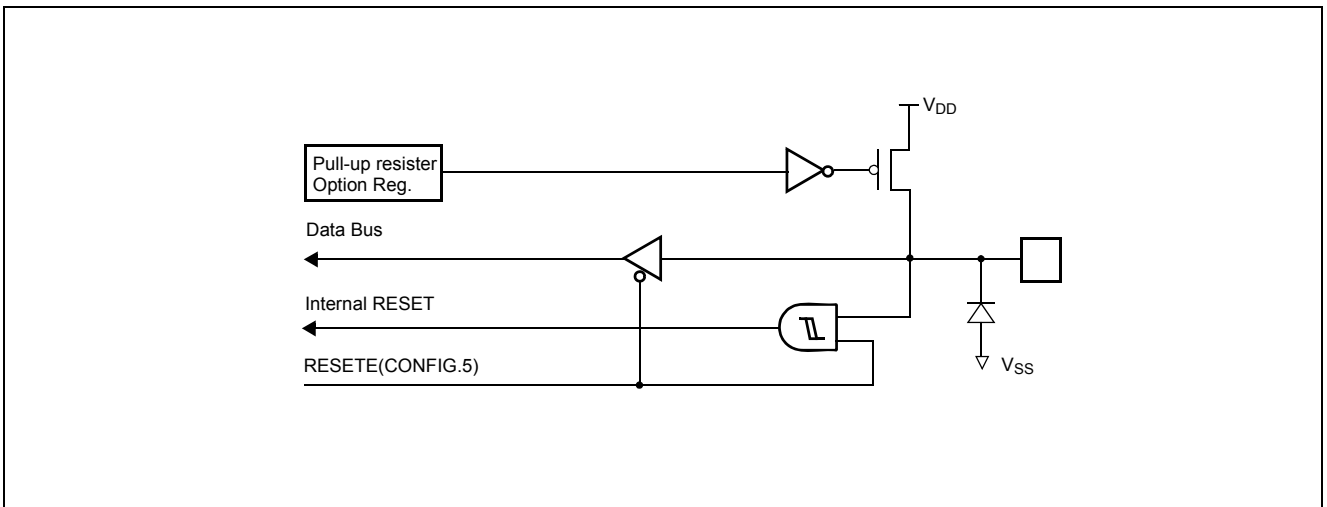 VDD
Pull-up resister
Option Reg.
Data Bus
Internal RESET
RESETE(CONFIG.5)
VSS